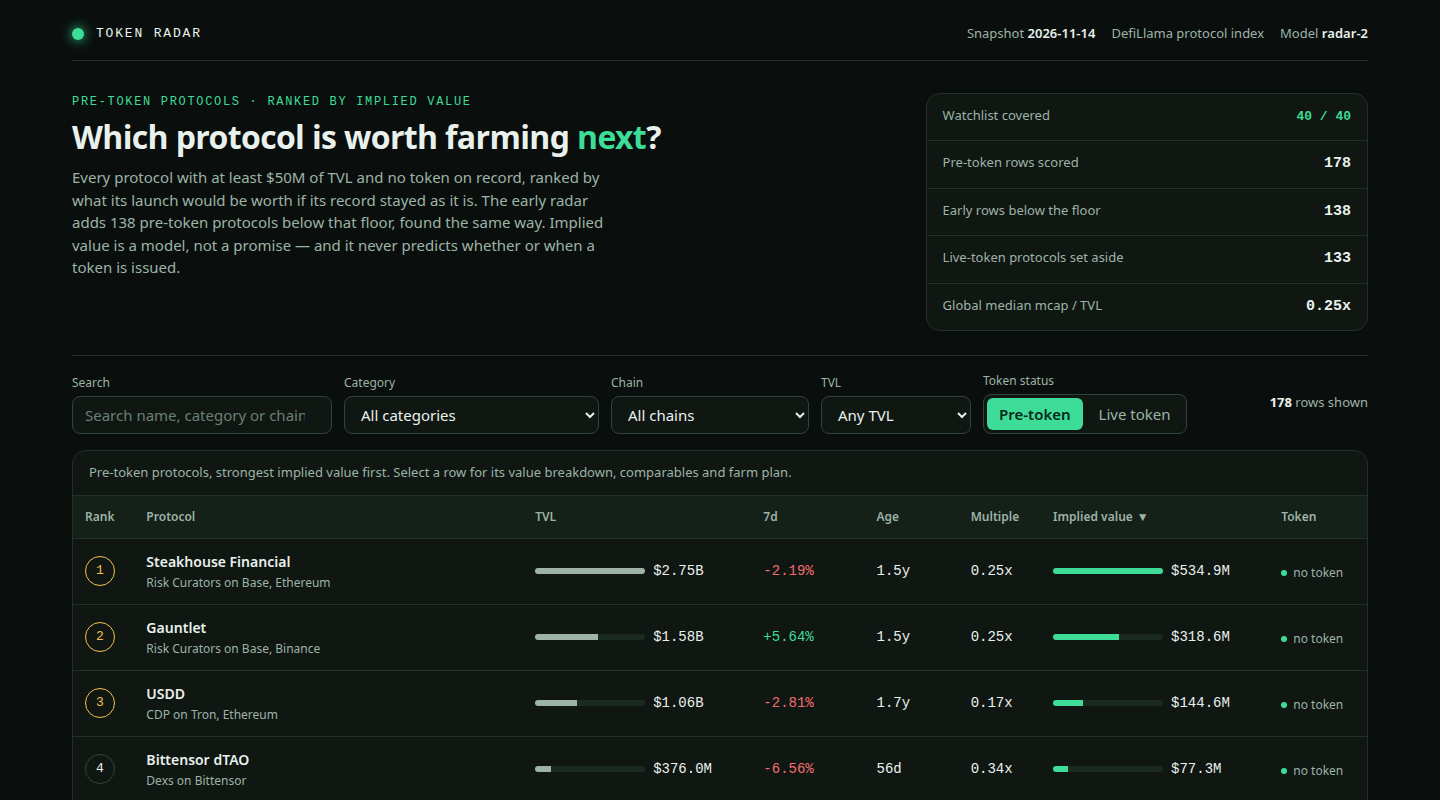 TOKEN RADAR
Snapshot 2026-11-14 DefiLlama protocol index Model radar-2
PRE-TOKEN PROTOCOLS · RANKED BY IMPLIED VALUE
Which protocol is worth farming next?
Every protocol with at least $50M of TVL and no token on record, ranked by
what its launch would be worth if its record stayed as it is. The early radar
adds 138 pre-token protocols below that floor, found the same way. Implied
value is a model, not a promise — and it never predicts whether or when a
token is issued.
Watchlist covered 40 / 40
Pre-token rows scored 178
Early rows below the floor 138
Live-token protocols set aside 133
Global median mcap / TVL 0.25x
Search Category Chain TVL Token status
Search name, category or chain All categories All chains Any TVL Pre-token Live token 178 rows shown
Pre-token protocols, strongest implied value first. Select a row for its value breakdown, comparables and farm plan.
Rank Protocol TVL 7d Age Multiple Implied value ▼ Token
1 Steakhouse Financial $2.75B -2.19% 1.5y 0.25x $534.9M no token
Risk Curators on Base, Ethereum
2 Gauntlet $1.58B +5.64% 1.5y 0.25x $318.6M no token
Risk Curators on Base, Binance
3 USDD $1.06B -2.81% 1.7y 0.17x $144.6M no token
CDP on Tron, Ethereum
4 Bittensor dTAO $376.0M -6.56% 56d 0.34x $77.3M no token
Dexs on Bittensor